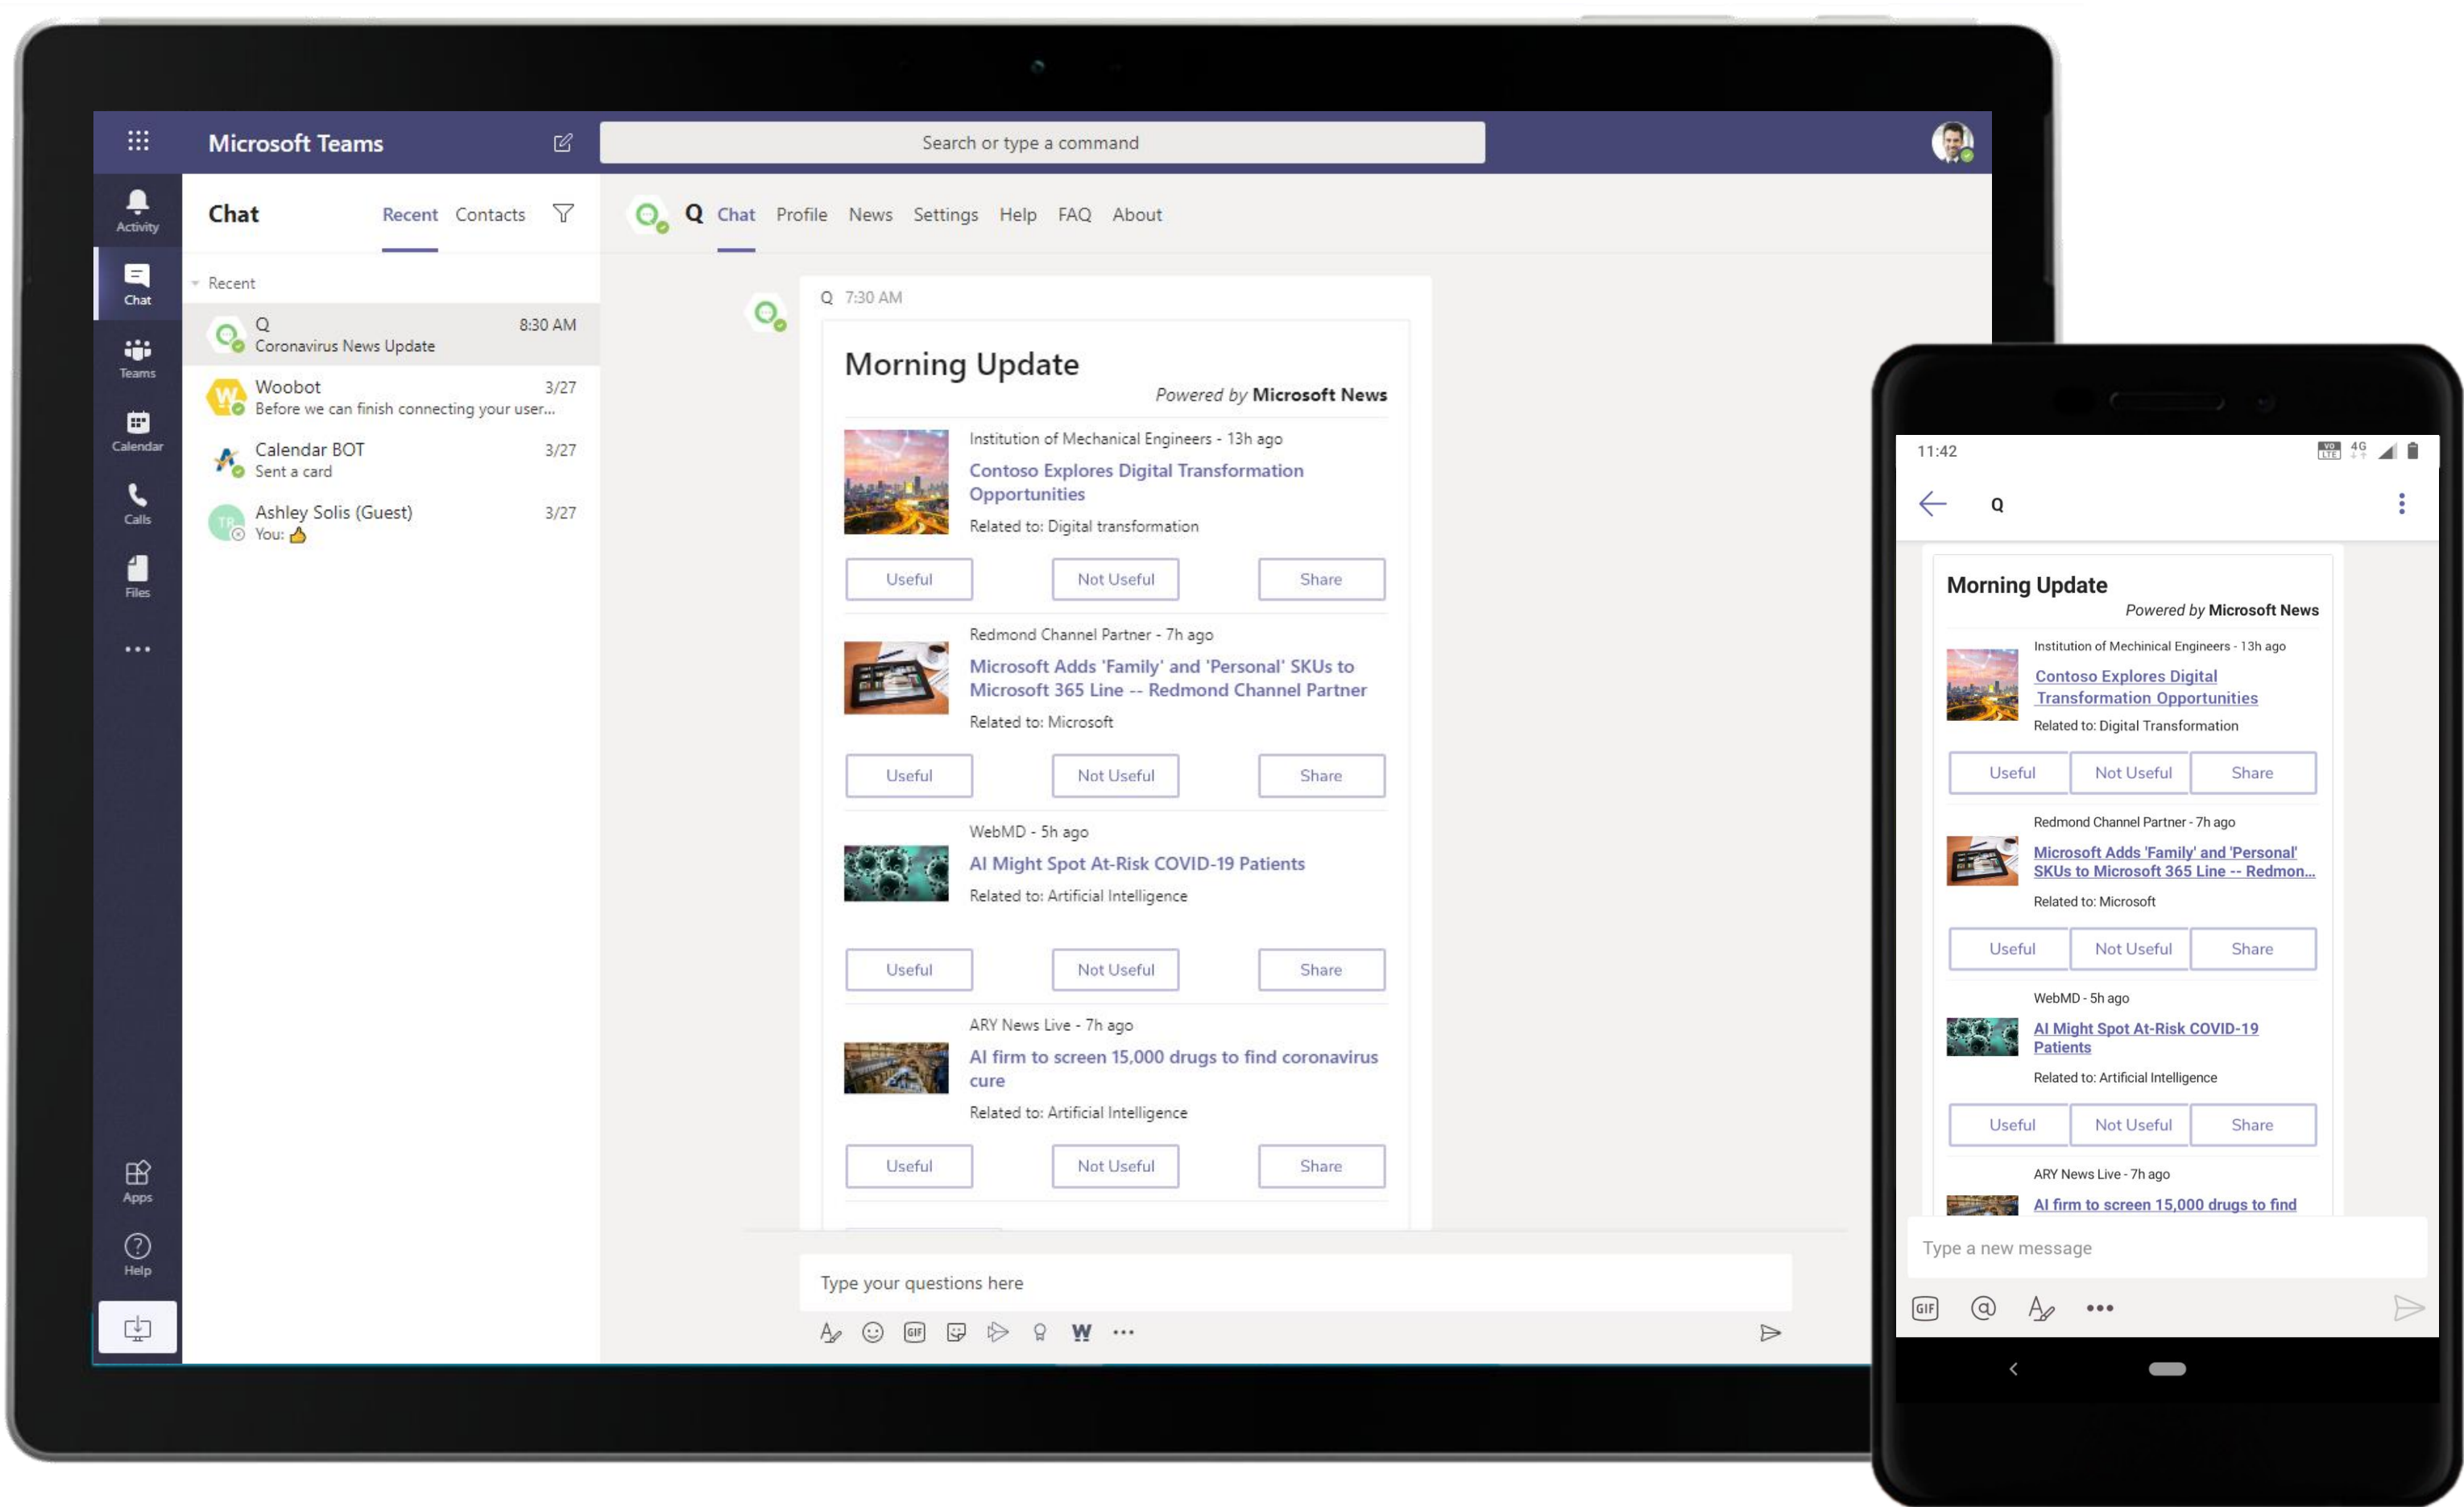 Microsoft Teams
Search or type a command
Activity
Chat
Teams
Calendar
Calls
Files
Apps
Help
Chat
Recent
Contacts
Recent
Q
8:30 AM
Coronavirus News Update
W
Woobot
3/27
Before we can finish connecting your user...
Calendar BOT
3/27
Sent a card
TR
Ashley Solis (Guest)
3/27
You: 👍
Q
Chat
Profile
News
Settings
Help
FAQ
About
Q 7:30 AM
Morning Update
Powered by Microsoft News
Institution of Mechanical Engineers - 13h ago
Contoso Explores Digital Transformation
Opportunities
Related to: Digital transformation
Useful
Not Useful
Share
Redmond Channel Partner - 7h ago
Microsoft Adds 'Family' and 'Personal' SKUs to
Microsoft 365 Line -- Redmond Channel Partner
Related to: Microsoft
Useful
Not Useful
Share
WebMD - 5h ago
AI Might Spot At-Risk COVID-19 Patients
Related to: Artificial Intelligence
Useful
Not Useful
Share
ARY News Live - 7h ago
AI firm to screen 15,000 drugs to find coronavirus
cure
Related to: Artificial Intelligence
Useful
Not Useful
Share
Type your questions here
GIF
W
11:42
VO LTE
4G
Q
Morning Update
Powered by Microsoft News
Institution of Mechinical Engineers - 13h ago
Contoso Explores Digital
Transformation Opportunities
Related to: Digital Transformation
Useful
Not Useful
Share
Redmond Channel Partner - 7h ago
Microsoft Adds 'Family' and 'Personal'
SKUs to Microsoft 365 Line -- Redmon...
Related to: Microsoft
Useful
Not Useful
Share
WebMD - 5h ago
AI Might Spot At-Risk COVID-19
Patients
Related to: Artificial Intelligence
Useful
Not Useful
Share
ARY News Live - 7h ago
AI firm to screen 15,000 drugs to find
Type a new message
GIF